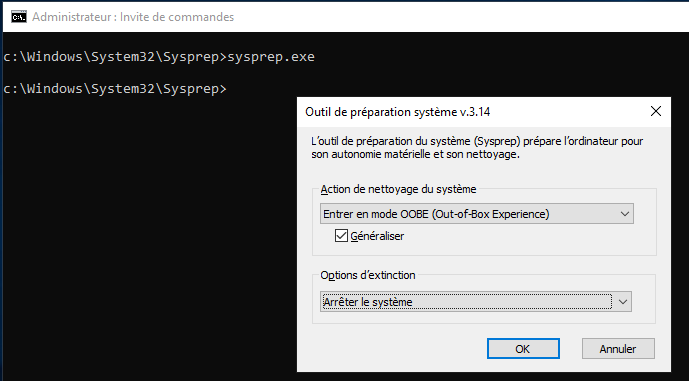 Administrateur : Invite de commandes
c:\Windows\System32\Sysprep>sysprep.exe
c:\Windows\System32\Sysprep>
Outil de préparation système v.3.14
L'outil de préparation du système (Sysprep) prépare l'ordinateur pour
son autonomie matérielle et son nettoyage.
Action de nettoyage du système
Entrer en mode OOBE (Out-of-Box Experience)
Généraliser
Options d'extinction
Arrêter le système
OK
Annuler